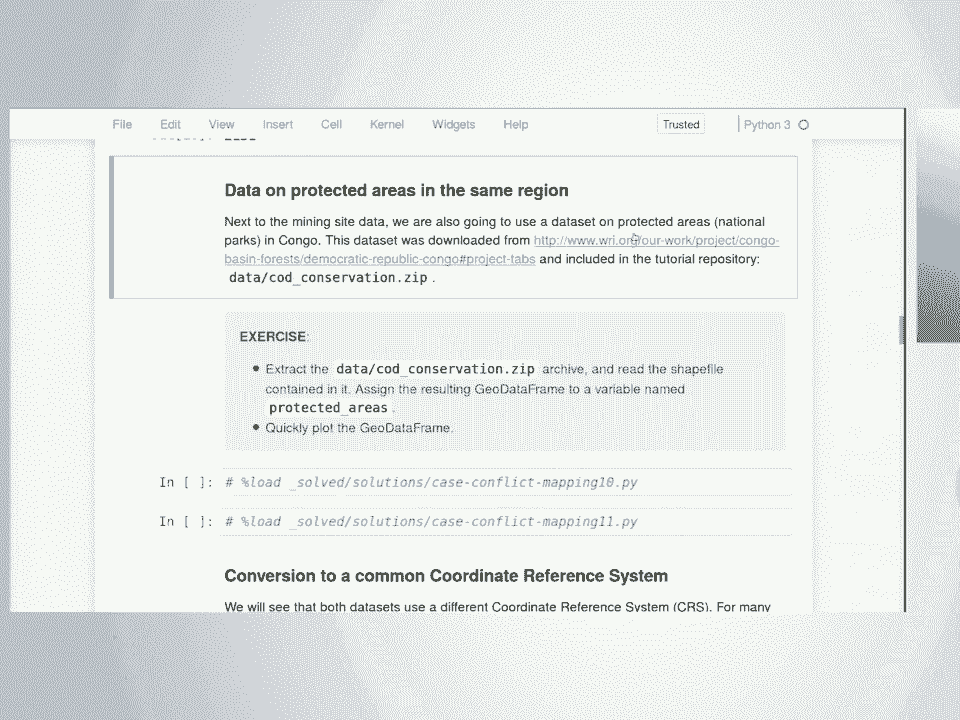 File Edit View Insert Cell Kernel Widgets Help Trusted Python 3
Data on protected areas in the same region
Next to the mining site data, we are also going to use a dataset on protected areas (national
parks) in Congo. This dataset was downloaded from http://www.wri.org/our-work/project/congo-
basin-forests/democratic-republic-congo#project-tabs and included in the tutorial repository:
data/cod_conservation.zip .
EXERCISE:
Extract the data/cod_conservation.zip archive, and read the shapefile
contained in it. Assign the resulting GeoDataFrame to a variable named
protected_areas .
Quickly plot the GeoDataFrame.
In [ ]: # %load _solved/solutions/case-conflict-mapping10.py
In [ ]: # %load _solved/solutions/case-conflict-mapping11.py
Conversion to a common Coordinate Reference System
We will see that both datasets use a different Coordinate Reference System (CRS). For many